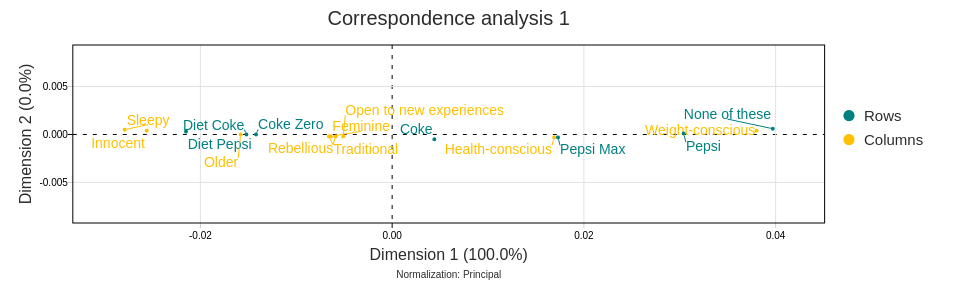 Correspondence analysis 1
Dimension 2 (0.0%)
0.005
0.000
-0.005
None of these
Open to new experiences
Sleepy
Diet Coke
Coke Zero
Feminine
Coke
Weight-conscious
Innocent
Diet Pepsi
Rebellious
Traditional
Health-conscious
Pepsi Max
Pepsi
Older
Rows
Columns
-0.02
0.00
0.02
0.04
Dimension 1 (100.0%)
Normalization: Principal